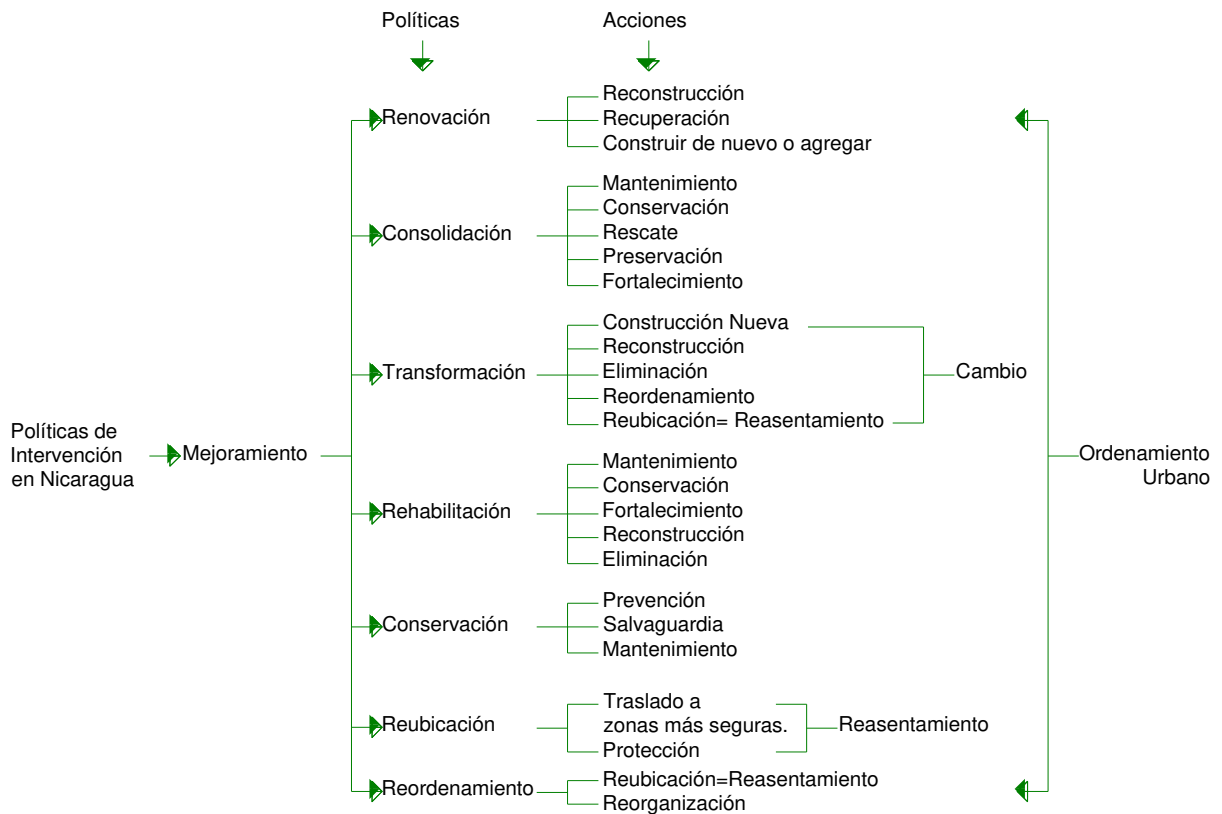 Políticas
Acciones
Renovación
Reconstrucción
Recuperación
Construir de nuevo o agregar
Consolidación
Mantenimiento
Conservación
Rescate
Preservación
Fortalecimiento
Transformación
Construcción Nueva
Reconstrucción
Eliminación
Reordenamiento
Reubicación= Reasentamiento
Cambio
Políticas de
Intervención
en Nicaragua
Mejoramiento
Ordenamiento
Urbano
Rehabilitación
Mantenimiento
Conservación
Fortalecimiento
Reconstrucción
Eliminación
Conservación
Prevención
Salvaguardia
Mantenimiento
Reubicación
Traslado a
zonas más seguras.
Protección
Reasentamiento
Reordenamiento
Reubicación=Reasentamiento
Reorganización